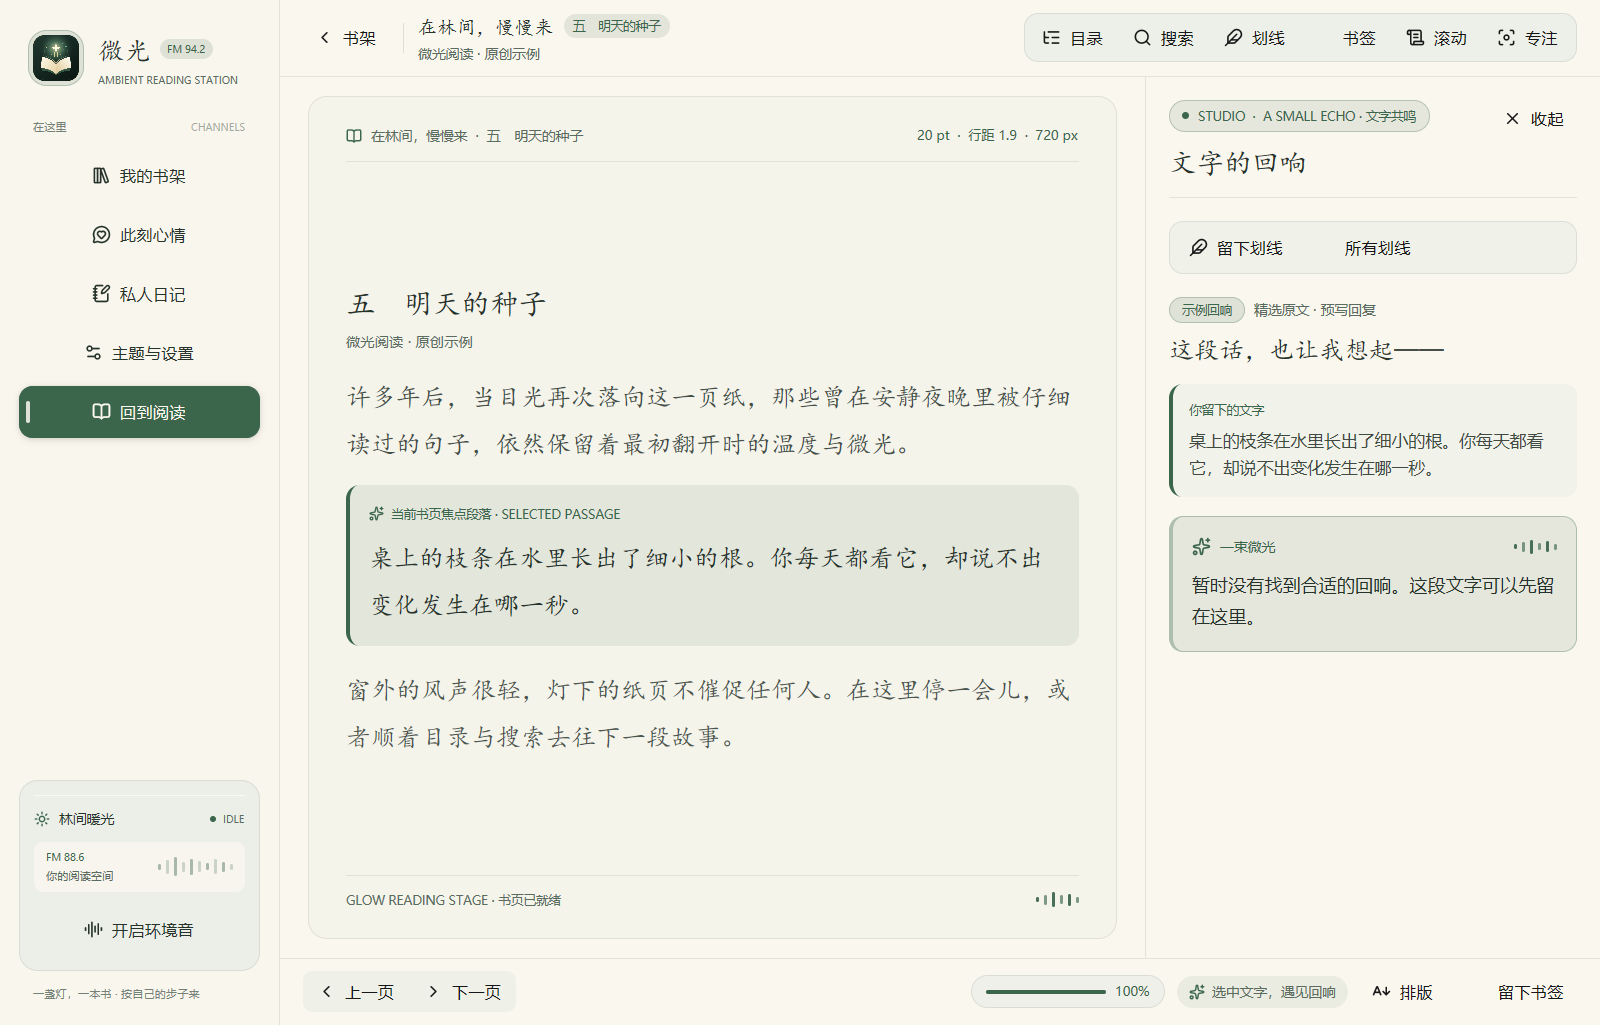 微光 FM 94.2
AMBIENT READING STATION
在这里 CHANNELS
我的书架
此刻心情
私人日记
主题与设置
回到阅读
林间暖光 IDLE
FM 88.6
你的阅读空间
开启环境音
一盏灯，一本书 · 按自己的步子来
书架
在林间，慢慢来 五　明天的种子
微光阅读 · 原创示例
目录 搜索 划线 书签 滚动 专注
在林间，慢慢来 · 五　明天的种子 20 pt · 行距 1.9 · 720 px
五　明天的种子
微光阅读 · 原创示例
许多年后，当目光再次落向这一页纸，那些曾在安静夜晚里被仔细
读过的句子，依然保留着最初翻开时的温度与微光。
当前书页焦点段落 · SELECTED PASSAGE
桌上的枝条在水里长出了细小的根。你每天都看它，却说不出
变化发生在哪一秒。
窗外的风声很轻，灯下的纸页不催促任何人。在这里停一会儿，或
者顺着目录与搜索去往下一段故事。
GLOW READING STAGE · 书页已就绪
STUDIO · A SMALL ECHO · 文字共鸣 收起
文字的回响
留下划线 所有划线
示例回响 精选原文 · 预写回复
这段话，也让我想起——
你留下的文字
桌上的枝条在水里长出了细小的根。你每天都看
它，却说不出变化发生在哪一秒。
一束微光
暂时没有找到合适的回响。这段文字可以先留
在这里。
上一页 下一页 100% 选中文字，遇见回响 排版 留下书签